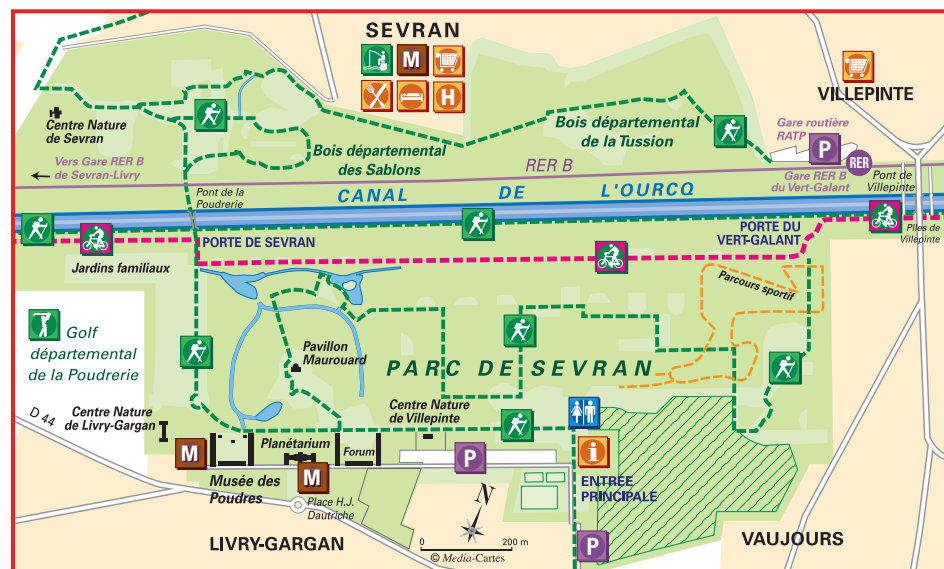 SEVRAN
M
H
VILLEPINTE
Gare routière
RATP
P
RER
Gare RER B
du Vert-Galant
Pont de
Villepinte
Centre Nature
de Sevran
Bois départemental
des Sablons
Bois départemental
de la Tussion
Vers Gare RER B
de Sevran-Livry
RER B
Pont de la
Poudrerie
CANAL DE L'OURCQ
PORTE DE SEVRAN
PORTE DU
VERT-GALANT
Piles de
Villepinte
Jardins familiaux
Parcours sportif
Golf
départemental
de la Poudrerie
Pavillon
Maurouard
PARC DE SEVRAN
D 44
Centre Nature
de Livry-Gargan
Centre Nature
de Villepinte
Planétarium
Forum
M
Musée des
Poudres
M
P
i
ENTRÉE
PRINCIPALE
Place H.J.
Dautriche
N
P
LIVRY-GARGAN
0 200 m
© Media-Cartes
VAUJOURS